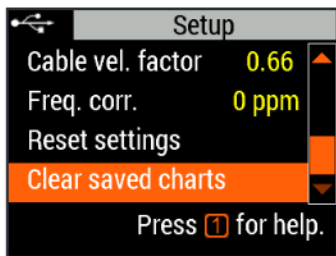 Setup
Cable vel. factor 0.66
Freq. corr. 0 ppm
Reset settings
Clear saved charts
Press 1 for help.